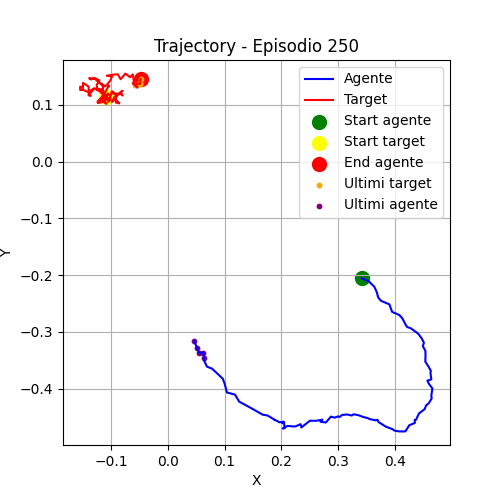 Trajectory - Episodio 250
Agente
Target
Start agente
Start target
End agente
Ultimi target
Ultimi agente
0.1
0.0
−0.1
−0.2
−0.3
−0.4
Y
−0.1
0.0
0.1
0.2
0.3
0.4
X